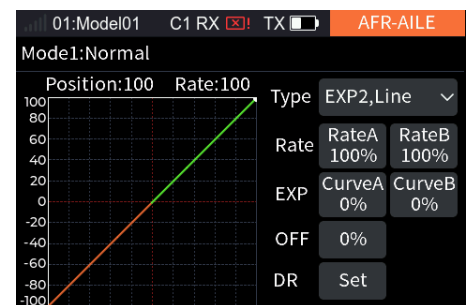 01:Model01 C1 RX ! TX AFR-AILE
Mode1:Normal
Position:100 Rate:100
100
80
60
40
20
0
-20
-40
-60
-80
-100
Type EXP2,Line
Rate RateA 100% RateB 100%
EXP CurveA 0% CurveB 0%
OFF 0%
DR Set